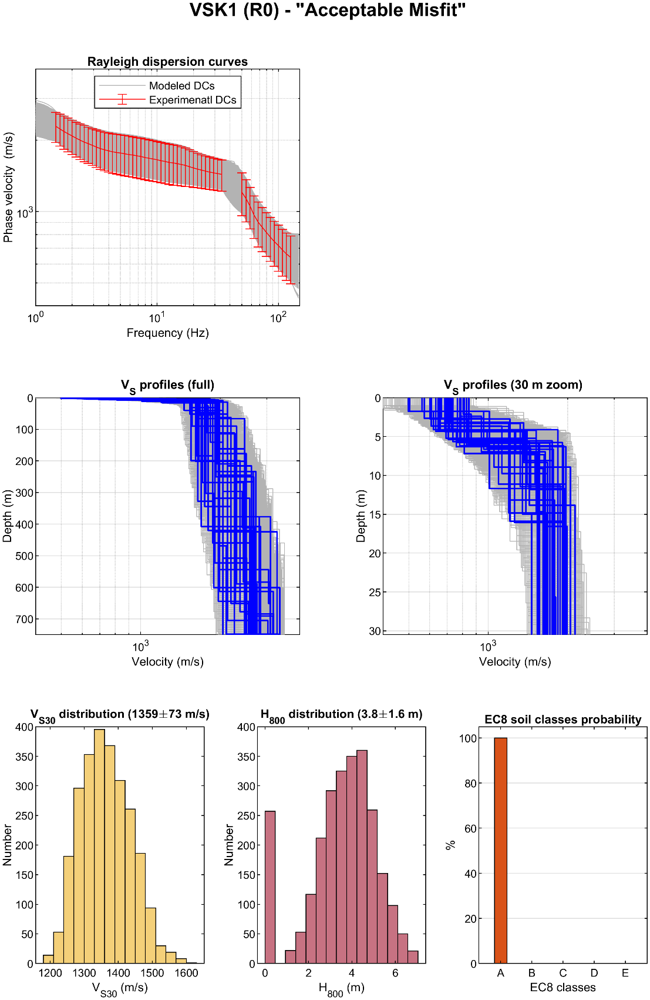 VSK1 (R0) - "Acceptable Misfit"
Rayleigh dispersion curves
Modeled DCs
Experimenatl DCs
Phase velocity (m/s)
10^3
10^0 10^1 10^2
Frequency (Hz)
V_S profiles (full)
0
100
200
300
400
500
600
700
Depth (m)
10^3
Velocity (m/s)
V_S profiles (30 m zoom)
0
5
10
15
20
25
30
Depth (m)
10^3
Velocity (m/s)
V_S30 distribution (1359±73 m/s)
400
350
300
250
200
150
100
50
0
Number
1200 1300 1400 1500 1600
V_S30 (m/s)
H_800 distribution (3.8±1.6 m)
400
350
300
250
200
150
100
50
0
Number
0 2 4 6
H_800 (m)
EC8 soil classes probability
100
80
60
40
20
0
%
A B C D E
EC8 classes